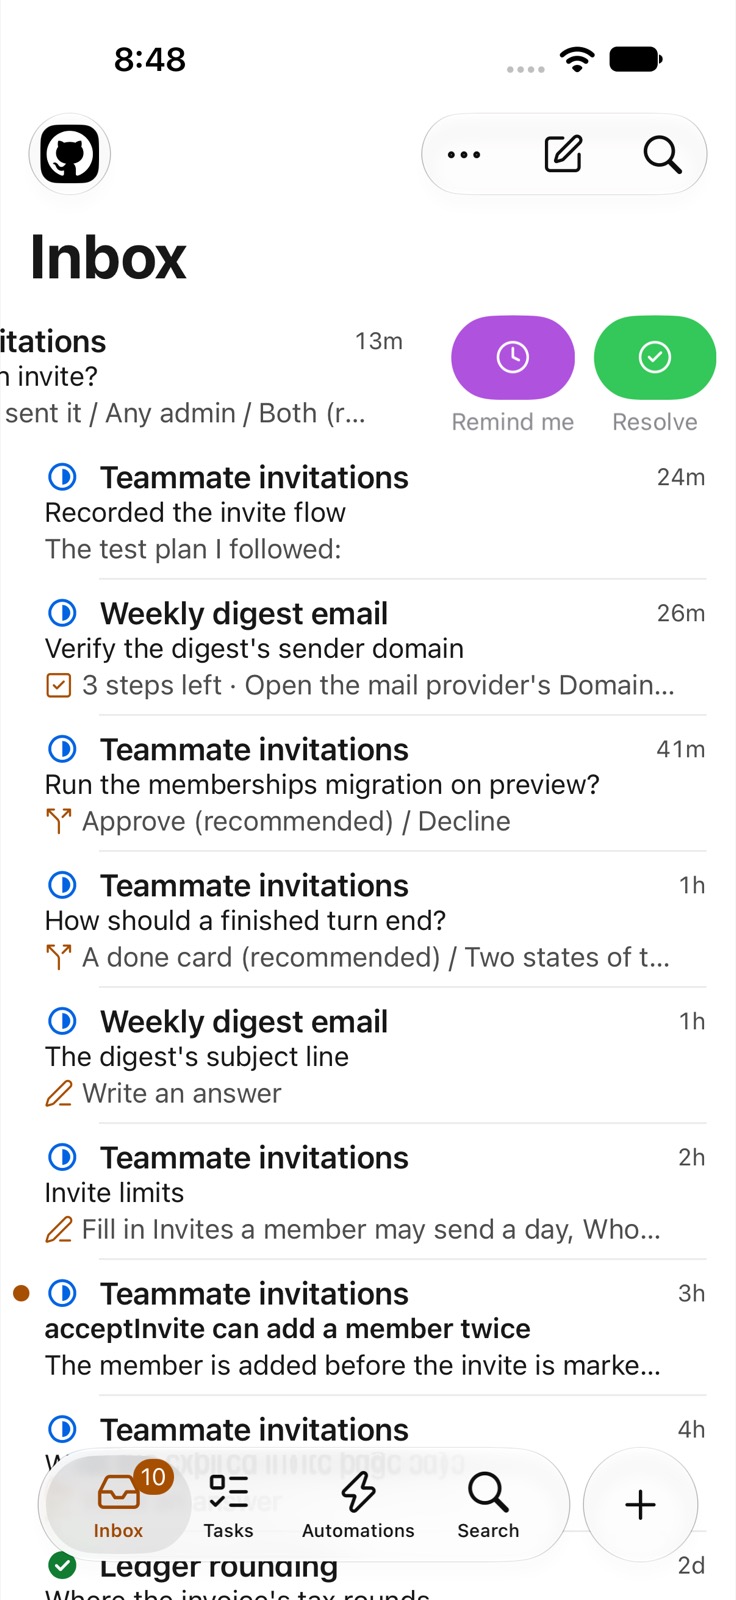 8:48
Inbox
itations
13m
invite?
sent it / Any admin / Both (r...
Remind me
Resolve
Teammate invitations
24m
Recorded the invite flow
The test plan I followed:
Weekly digest email
26m
Verify the digest's sender domain
3 steps left · Open the mail provider's Domain...
Teammate invitations
41m
Run the memberships migration on preview?
Approve (recommended) / Decline
Teammate invitations
1h
How should a finished turn end?
A done card (recommended) / Two states of t...
Weekly digest email
1h
The digest's subject line
Write an answer
Teammate invitations
2h
Invite limits
Fill in Invites a member may send a day, Who...
Teammate invitations
3h
acceptInvite can add a member twice
The member is added before the invite is marke...
Teammate invitations
4h
10
Inbox
Tasks
Automations
Search
Ledger rounding
2d
Where the invoice's tax rounds